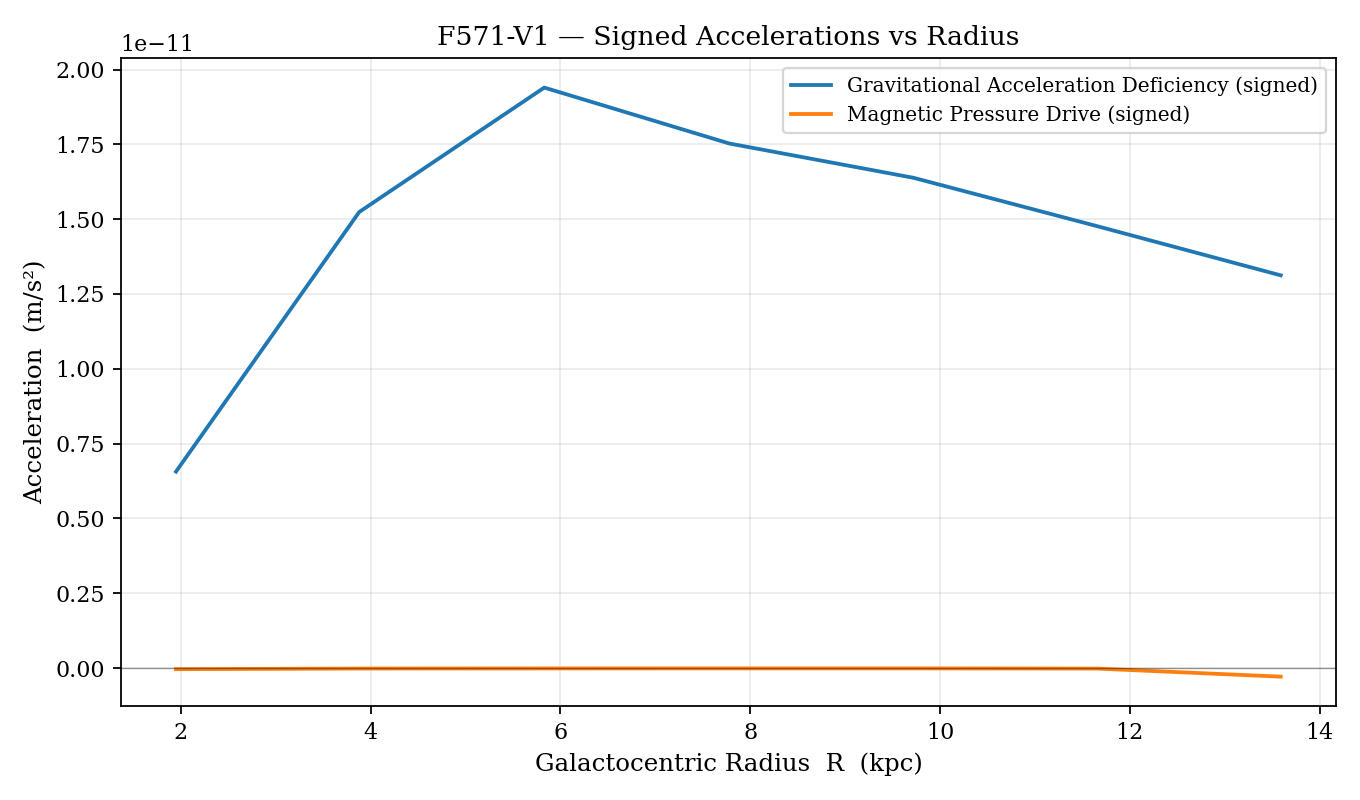 F571-V1 — Signed Accelerations vs Radius
1e−11
Gravitational Acceleration Deficiency (signed)
Magnetic Pressure Drive (signed)
Acceleration (m/s²)
2.00
1.75
1.50
1.25
1.00
0.75
0.50
0.25
0.00
2 4 6 8 10 12 14
Galactocentric Radius R (kpc)